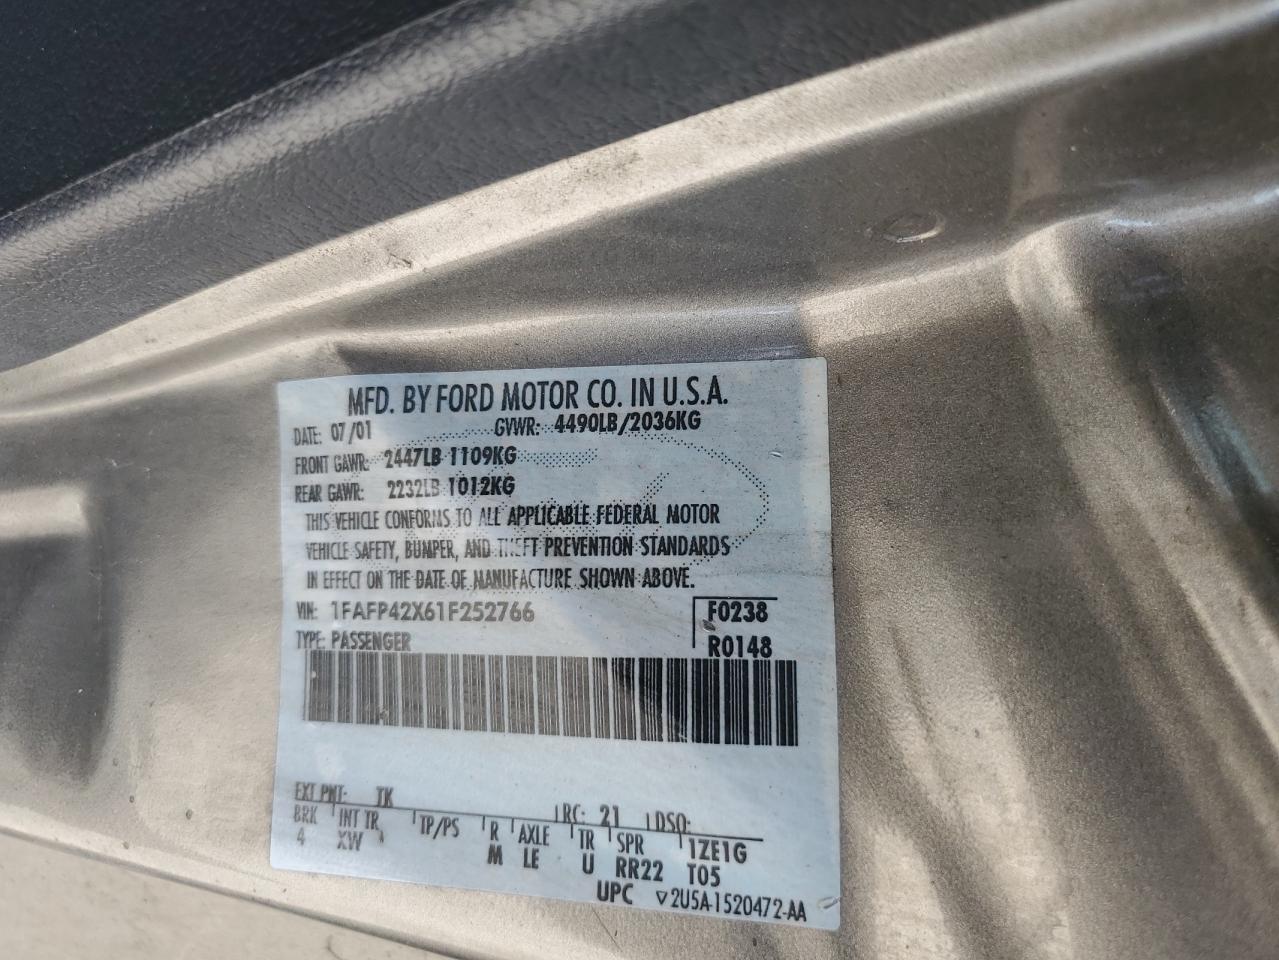 MFD. BY FORD MOTOR CO. IN U.S.A.
DATE: 07/01 GVWR: 4490LB/2036KG
FRONT GAWR: 2447LB 1109KG
REAR GAWR: 2232LB 1012KG
THIS VEHICLE CONFORMS TO ALL APPLICABLE FEDERAL MOTOR
VEHICLE SAFETY, BUMPER, AND THEFT PREVENTION STANDARDS
IN EFFECT ON THE DATE OF MANUFACTURE SHOWN ABOVE.
VIN: 1FAFP42X61F252766 F0238
TYPE: PASSENGER R0148
EXT PNT: TK RC: 21 DSO:
BRK INT TR TP/PS R AXLE TR SPR 1ZE1G
4 XW M LE U RR22 T05
UPC ▽2U5A-1520472-AA